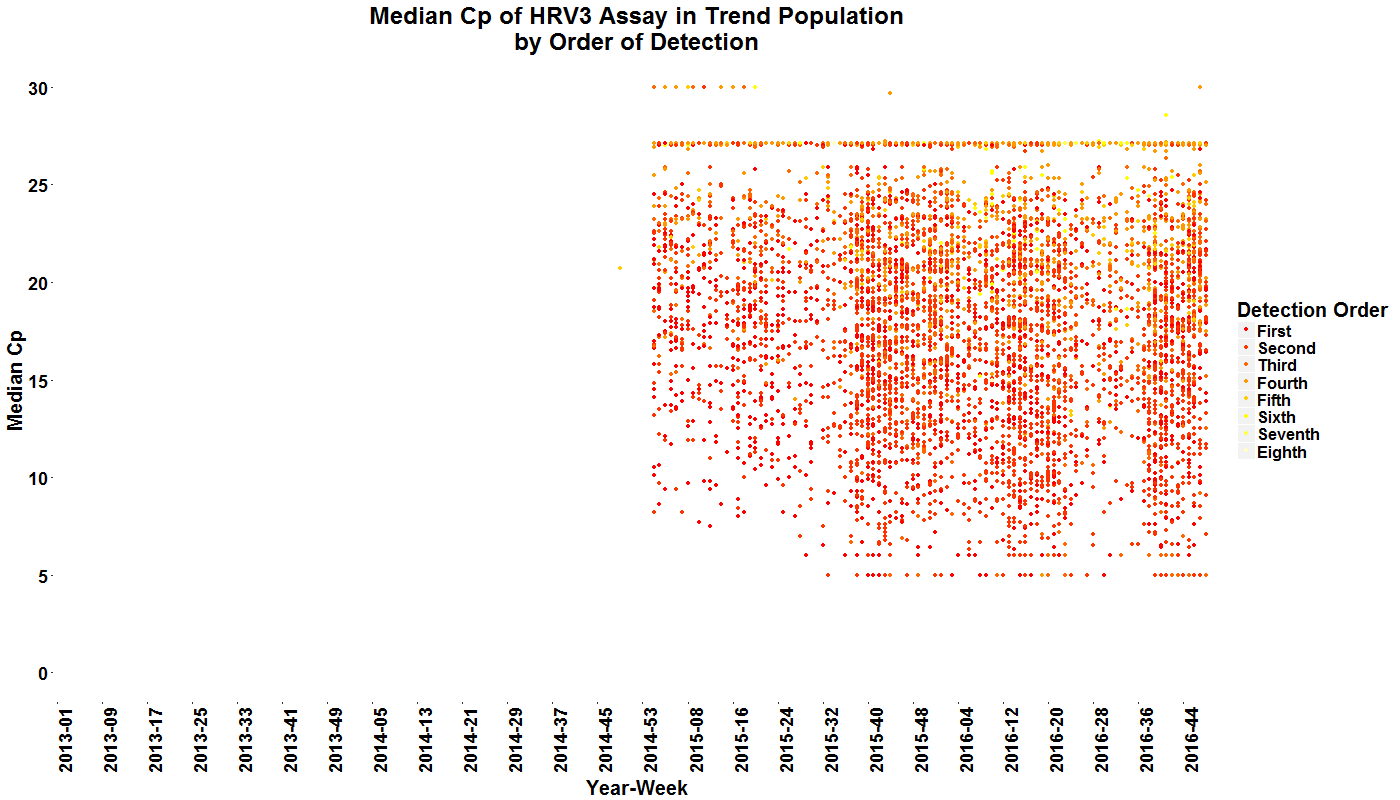 Median Cp of HRV3 Assay in Trend Population
by Order of Detection
30
25
20
15
10
5
0
Median Cp
2013-01
2013-09
2013-17
2013-25
2013-33
2013-41
2013-49
2014-05
2014-13
2014-21
2014-29
2014-37
2014-45
2014-53
2015-08
2015-16
2015-24
2015-32
2015-40
2015-48
2016-04
2016-12
2016-20
2016-28
2016-36
2016-44
Year-Week
Detection Order
First
Second
Third
Fourth
Fifth
Sixth
Seventh
Eighth